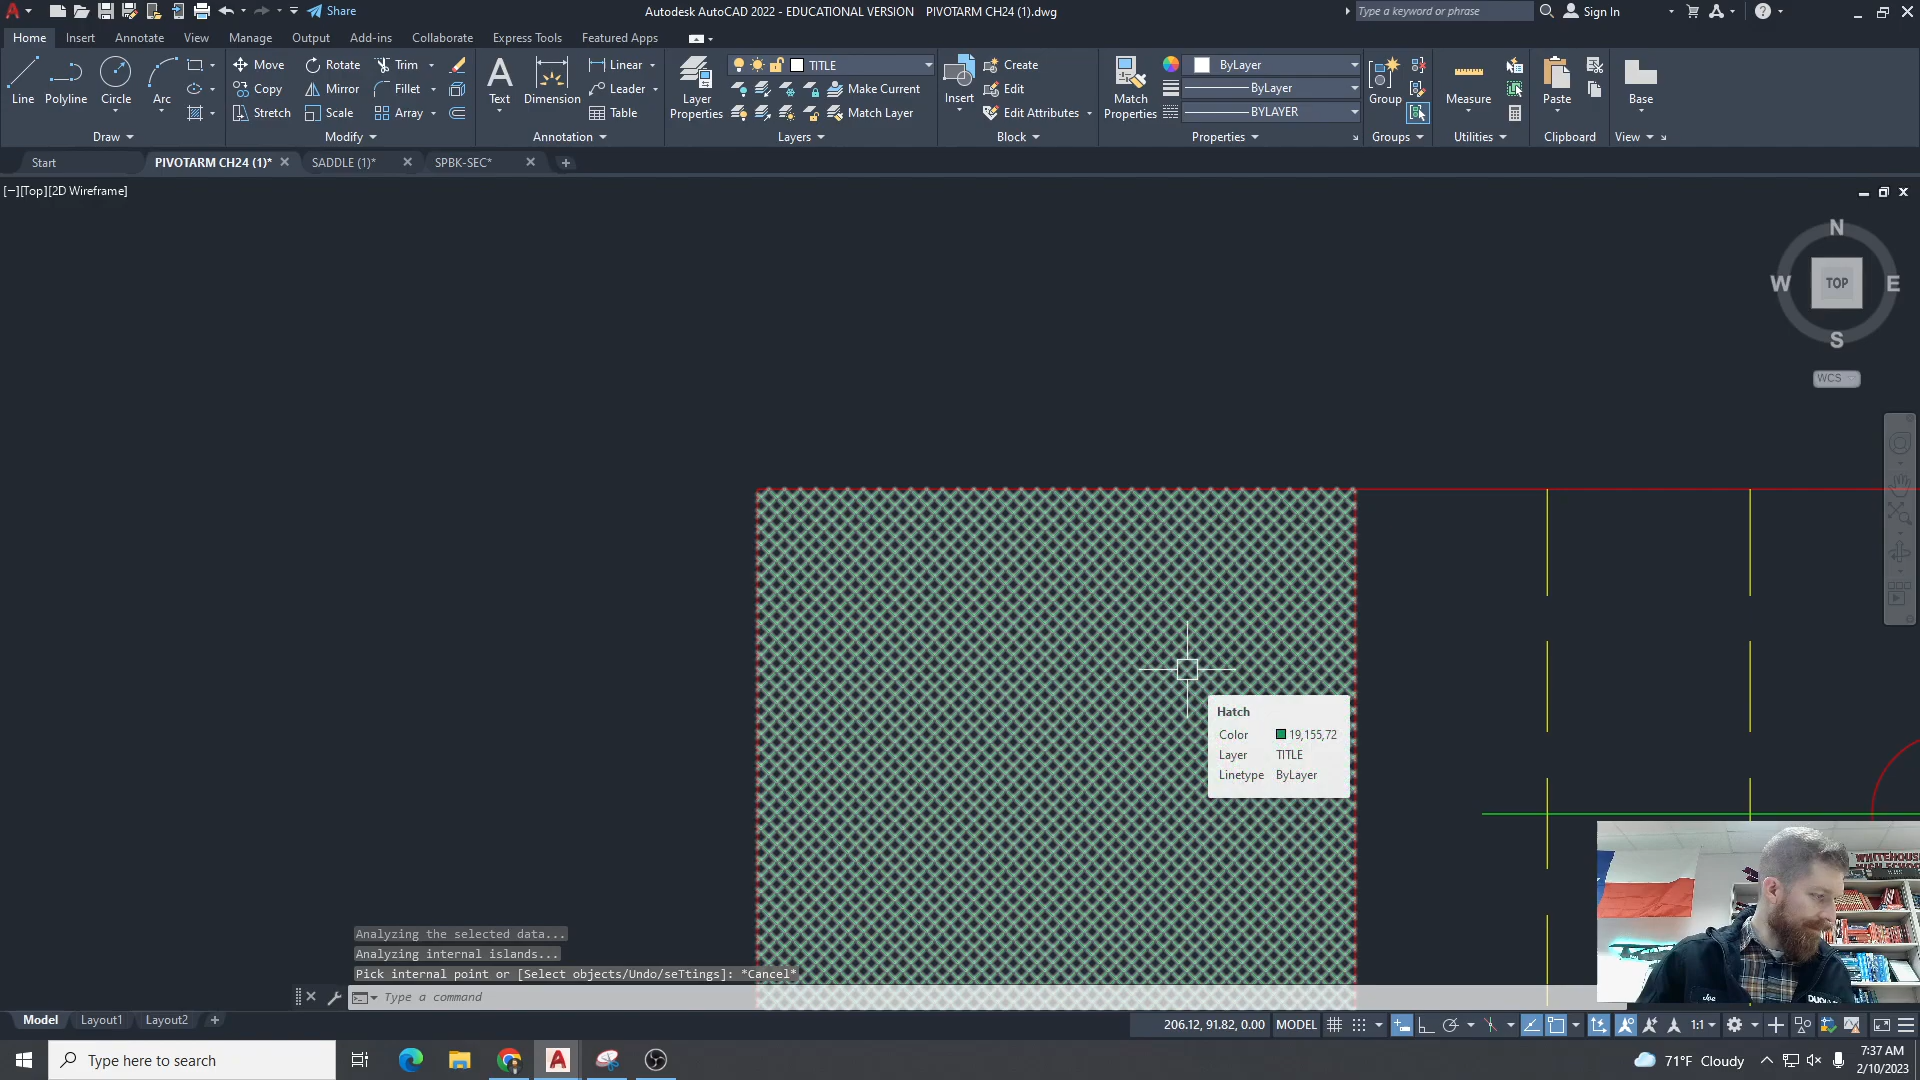 Share
Autodesk AutoCAD 2022 - EDUCATIONAL VERSION PIVOTARM CH24 (1).dwg
Type a keyword or phrase
Sign In
Home Insert Annotate View Manage Output Add-ins Collaborate Express Tools Featured Apps
Line Polyline Circle Arc
Move Rotate Trim
Copy Mirror Fillet
Stretch Scale Array
Text Dimension
Linear
Leader
Table
Layer Properties
TITLE
Make Current
Match Layer
Insert
Create
Edit
Edit Attributes
Match Properties
ByLayer
ByLayer
BYLAYER
Group
Measure
Paste
Base
Draw Modify Annotation Layers Block Properties Groups Utilities Clipboard View
Start PIVOTARM CH24 (1)* SADDLE (1)* SPBK-SEC*
[−][Top][2D Wireframe]
N
W TOP E
S
WCS
Hatch
Color 19,155,72
Layer TITLE
Linetype ByLayer
WHITEHOUSE
HIGH SCHOOL
Joe
Analyzing the selected data...
Analyzing internal islands...
Pick internal point or [Select objects/Undo/seTtings]: *Cancel*
Type a command
Model Layout1 Layout2
206.12, 91.82, 0.00 MODEL 1:1
Type here to search
71°F Cloudy
7:37 AM
2/10/2023